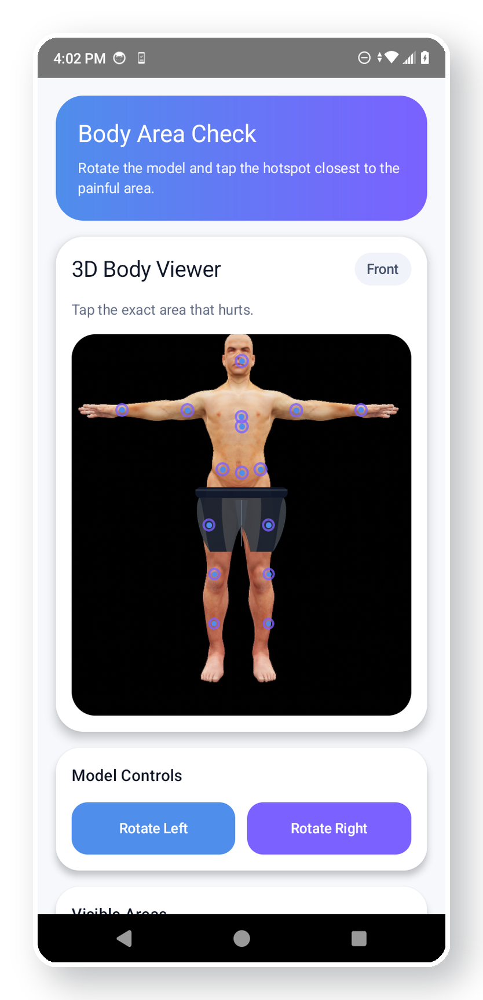 4:02 PM
Body Area Check
Rotate the model and tap the hotspot closest to the
painful area.
3D Body Viewer
Front
Tap the exact area that hurts.
Model Controls
Rotate Left
Rotate Right
Visible Areas